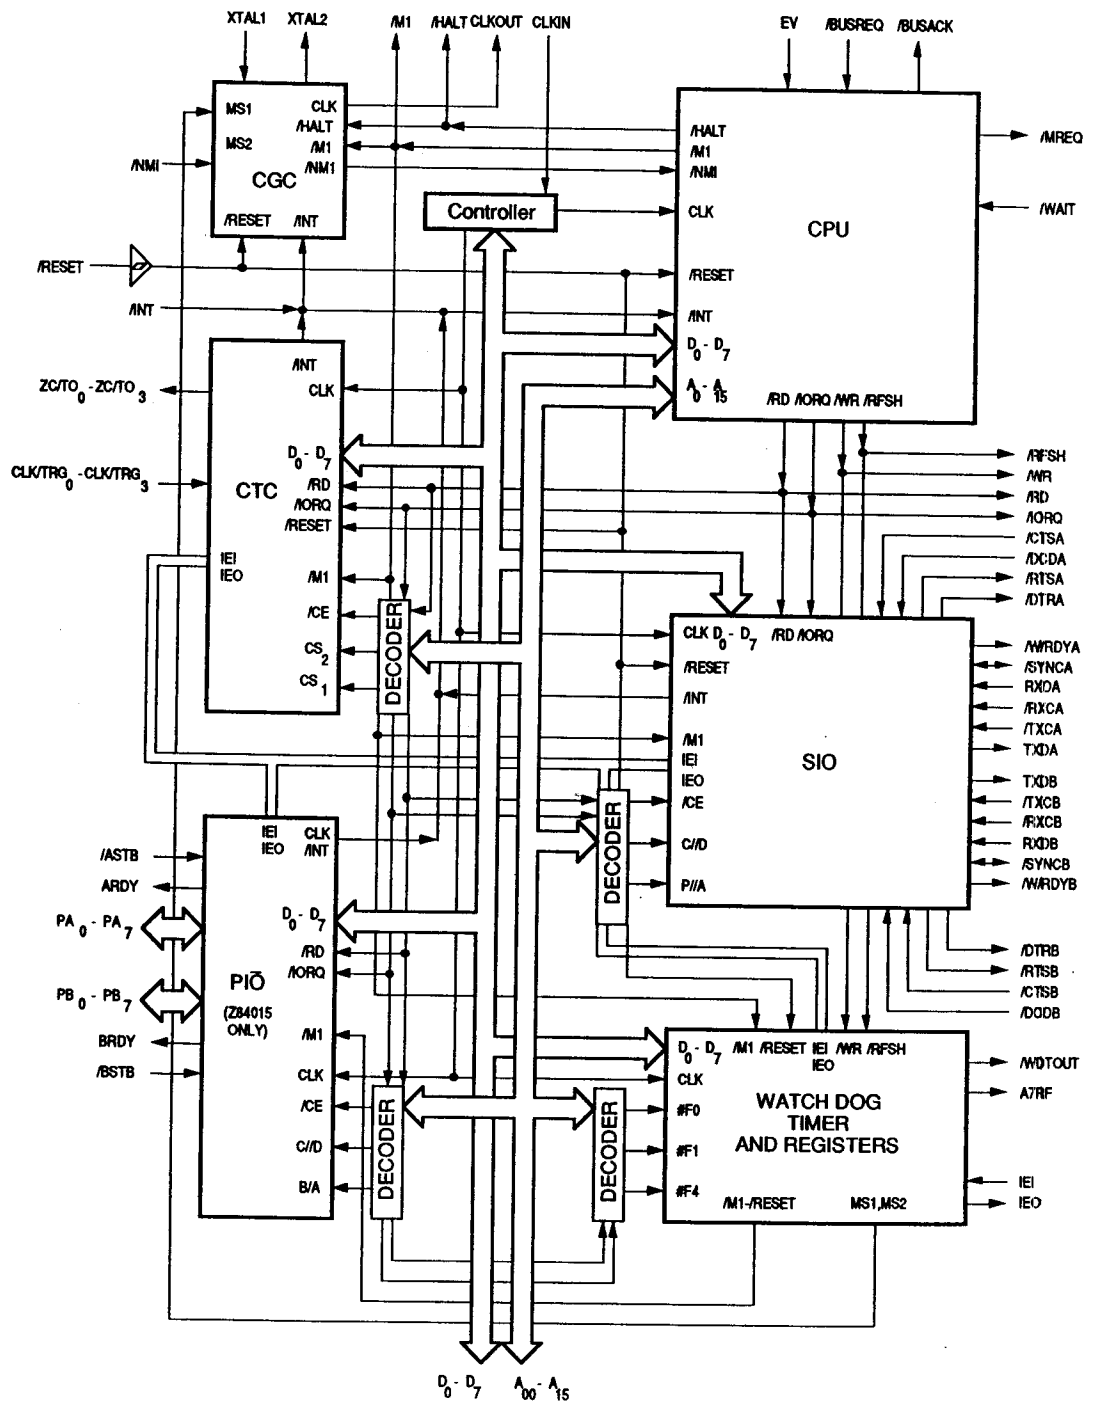 XTAL1 XTAL2 /M1 /HALT CLKOUT CLKIN EV /BUSREQ /BUSACK
MS1 CLK
/HALT
MS2 /M1
/NM1
CGC
/RESET /INT
/NMI
/RESET
/INT
Controller
/HALT
/M1
/NMI
CLK
CPU
/RESET
/INT
D0 - D7
A0 - A15
/RD /IORQ /WR /RFSH
/MREQ
/WAIT
/INT
CLK
ZC/TO0 - ZC/TO3
CLK/TRG0 - CLK/TRG3
D0 - D7
CTC
/RD
/IORQ
/RESET
IEI
IEO
/M1
/CE
CS2
CS1
DECODER
/RFSH
/WR
/RD
/IORQ
/CTSA
/DCDA
/RTSA
/DTRA
CLK D0 - D7 /RD /IORQ
/RESET
/INT
/M1
IEI
IEO
/CE
C//D
P//A
SIO
DECODER
/W/RDYA
/SYNCA
RXDA
/RXCA
/TXCA
TXDA
TXDB
/TXCB
/RXCB
RXDB
/SYNCB
/W/RDYB
/DTRB
/RTSB
/CTSB
/DCDB
IEI CLK
IEO /INT
/ASTB
ARDY
PA0 - PA7
PB0 - PB7
BRDY
/BSTB
D0 - D7
/RD
/IORQ
PIO
(Z84015
ONLY)
/M1
CLK
/CE
C//D
B/A
DECODER
DECODER
D0 - D7 /M1 /RESET IEI /WR /RFSH
IEO
CLK
WATCH DOG
TIMER
AND REGISTERS
#F0
#F1
#F4
/M1-/RESET MS1,MS2
/WDTOUT
A7RF
IEI
IEO
D0 - D7 A00 - A15